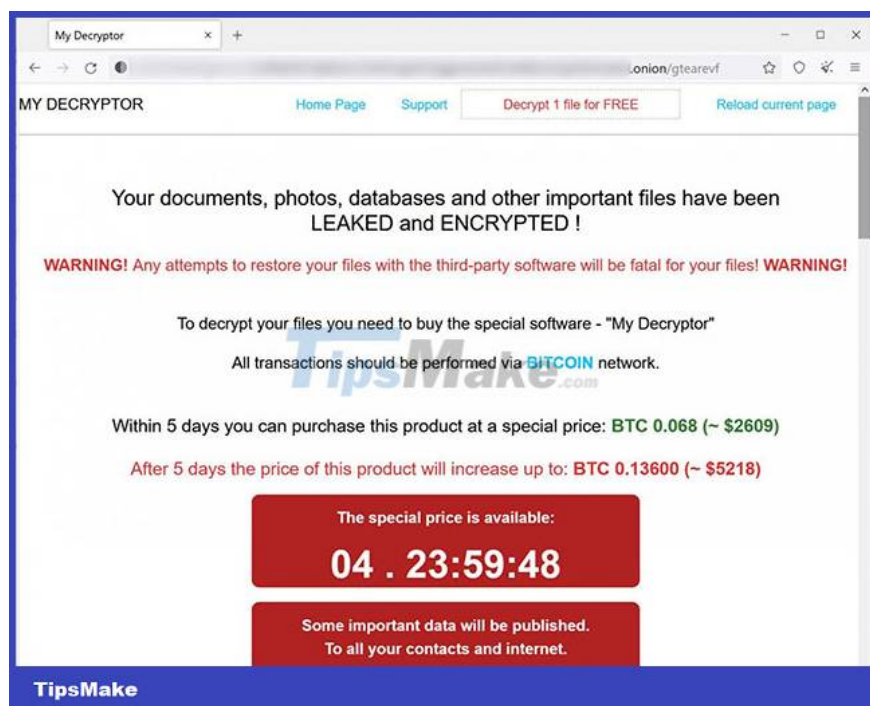 My Decryptor
.onion/gtearevf
MY DECRYPTOR Home Page Support Decrypt 1 file for FREE Reload current page
Your documents, photos, databases and other important files have been
LEAKED and ENCRYPTED !
WARNING! Any attempts to restore your files with the third-party software will be fatal for your files! WARNING!
To decrypt your files you need to buy the special software - "My Decryptor"
TipsMake.com
All transactions should be performed via BITCOIN network.
Within 5 days you can purchase this product at a special price: BTC 0.068 (~ $2609)
After 5 days the price of this product will increase up to: BTC 0.13600 (~ $5218)
The special price is available:
04 . 23:59:48
Some important data will be published.
To all your contacts and internet.
TipsMake